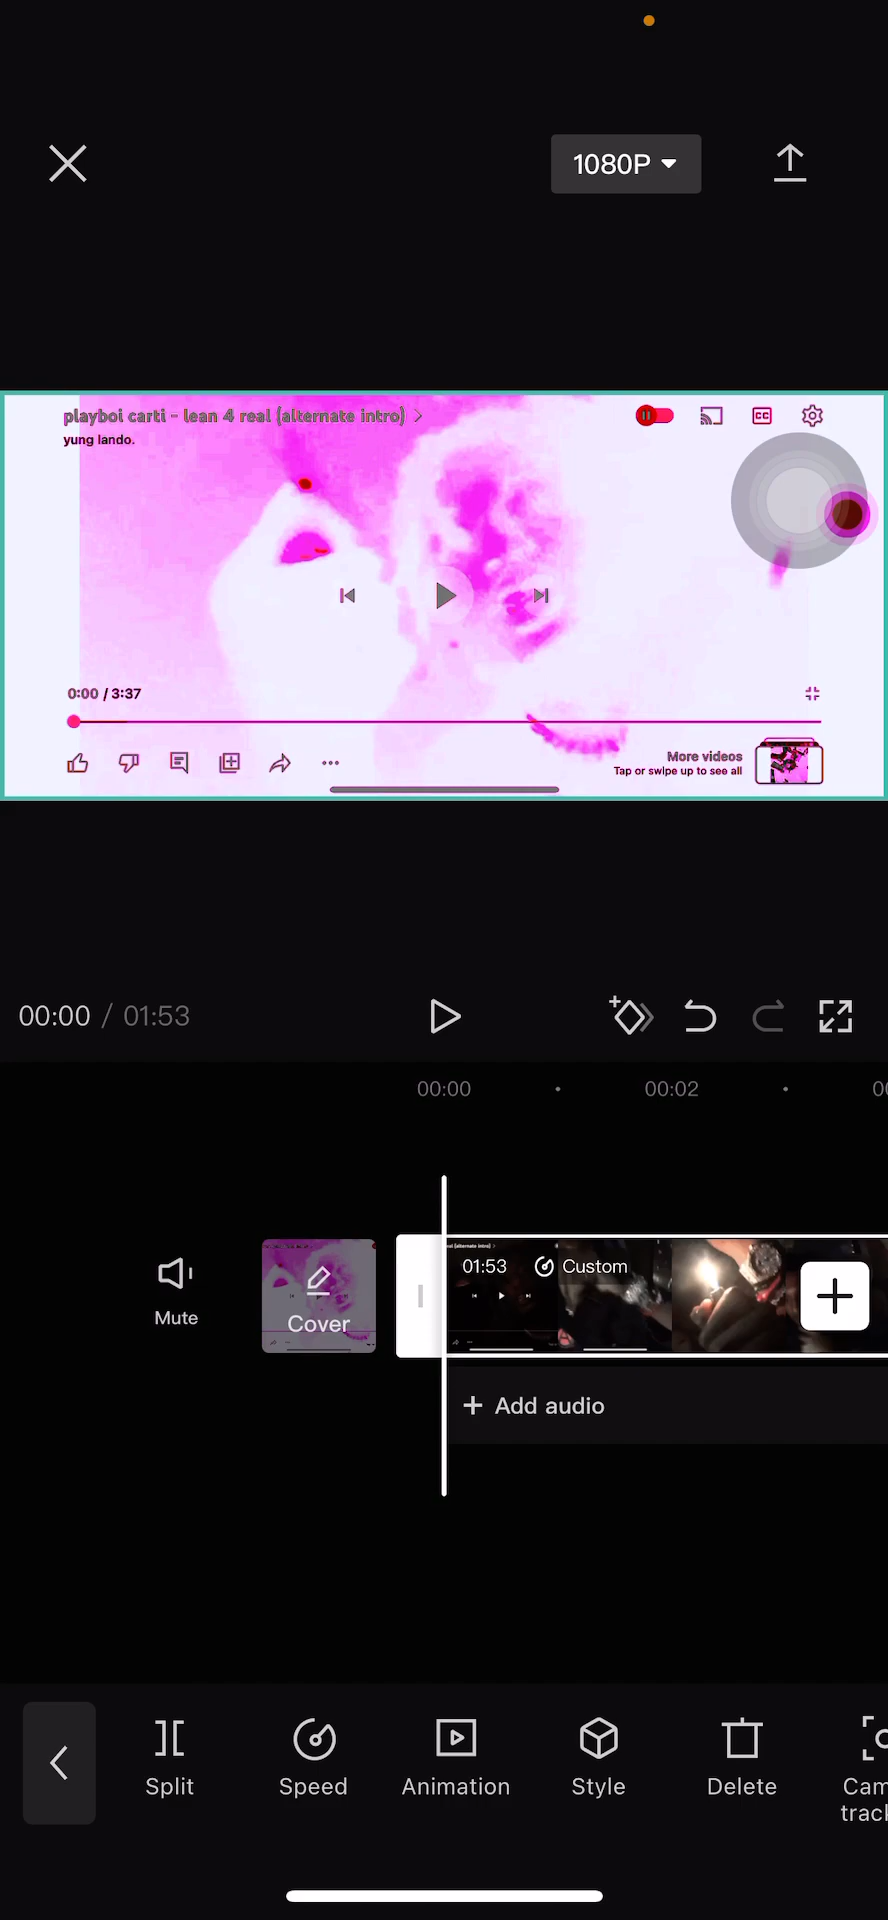 1080P
playboi carti - lean 4 real (alternate intro)
yung lando.
CC
0:00 / 3:37
More videos
Tap or swipe up to see all
00:00 / 01:53
00:00
00:02
01:53 Custom
Mute
Cover
Add audio
Split
Speed
Animation
Style
Delete